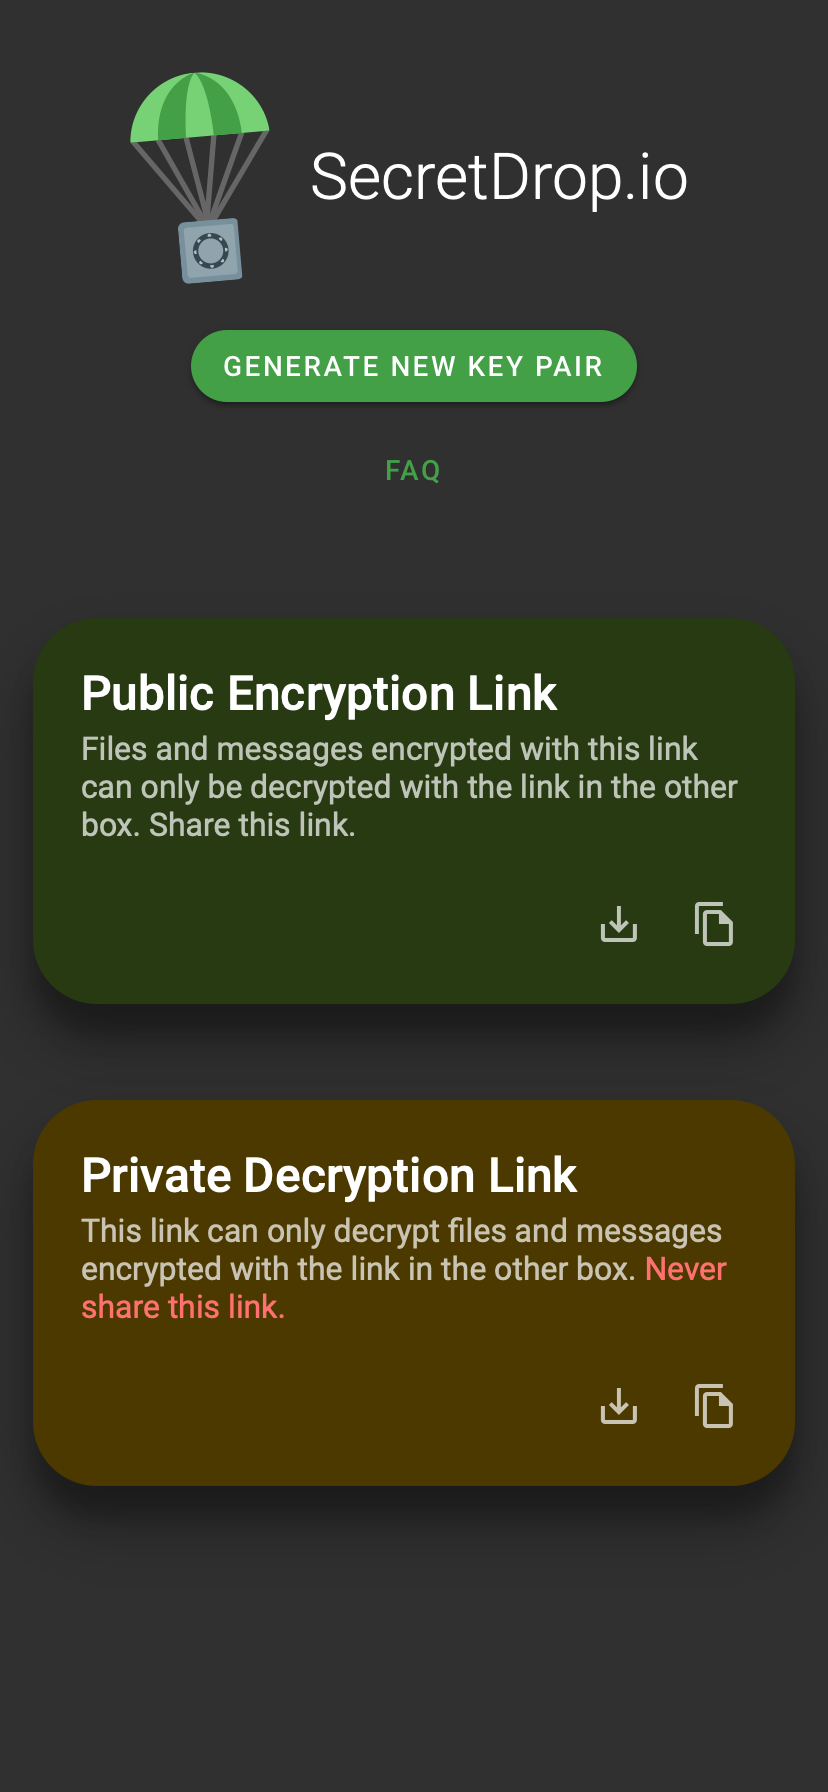 SecretDrop.io
GENERATE NEW KEY PAIR
FAQ
Public Encryption Link
Files and messages encrypted with this link
can only be decrypted with the link in the other
box. Share this link.
Private Decryption Link
This link can only decrypt files and messages
encrypted with the link in the other box. Never
share this link.